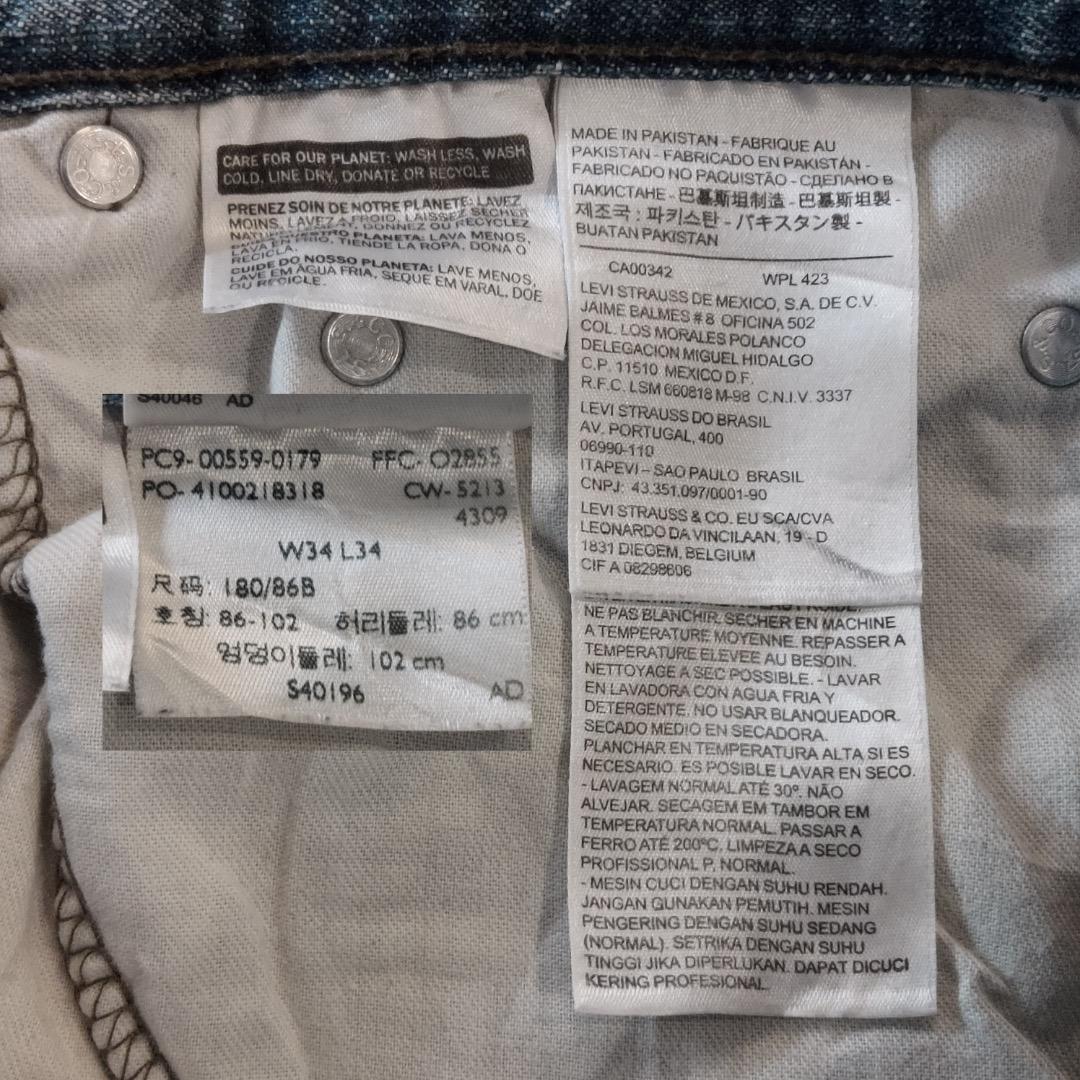 CARE FOR OUR PLANET: WASH LESS, WASH
COLD, LINE DRY, DONATE OR RECYCLE
PRENEZ SOIN DE NOTRE PLANETE: LAVEZ
MOINS, LAVEZ A FROID, LAISSEZ SECHER
DONNEZ OU RECYCLEZ
PLANETA: LAVA MENOS,
LAVA EN FRIO, TIENDE LA ROPA, DONA O
RECICLA.
CUIDE DO NOSSO PLANETA: LAVE MENOS,
LAVE EM ÁGUA FRIA, SEQUE EM VARAL, DOE
OU RECICLE.
MADE IN PAKISTAN - FABRIQUE AU
PAKISTAN - FABRICADO EN PAKISTÁN -
FABRICADO NO PAQUISTÃO - СДЕЛАНО В
ПАКИСТАНЕ - 巴基斯坦制造 - 巴基斯坦製 -
제조국 : 파키스탄 - パキスタン製 -
BUATAN PAKISTAN
CA00342 WPL 423
LEVI STRAUSS DE MEXICO, S.A. DE C.V.
JAIME BALMES # 8 OFICINA 502
COL. LOS MORALES POLANCO
DELEGACION MIGUEL HIDALGO
C.P. 11510 MEXICO D.F.
R.F.C. LSM 660818 M-98 C.N.I.V. 3337
LEVI STRAUSS DO BRASIL
AV. PORTUGAL, 400
06990-110
ITAPEVI – SAO PAULO BRASIL
CNPJ: 43.351.097/0001-90
LEVI STRAUSS & CO. EU SCA/CVA
LEONARDO DA VINCILAAN, 19 - D
1831 DIEGEM, BELGIUM
CIF A 08298606
NE PAS BLANCHIR. SECHER EN MACHINE
A TEMPERATURE MOYENNE. REPASSER A
TEMPERATURE ELEVEE AU BESOIN.
NETTOYAGE A SEC POSSIBLE. - LAVAR
EN LAVADORA CON AGUA FRIA Y
DETERGENTE. NO USAR BLANQUEADOR.
SECADO MEDIO EN SECADORA.
PLANCHAR EN TEMPERATURA ALTA SI ES
NECESARIO. ES POSIBLE LAVAR EN SECO.
- LAVAGEM NORMAL ATÉ 30º. NÃO
ALVEJAR. SECAGEM EM TAMBOR EM
TEMPERATURA NORMAL. PASSAR A
FERRO ATÉ 200ºC. LIMPEZA A SECO
PROFISSIONAL P, NORMAL.
- MESIN CUCI DENGAN SUHU RENDAH.
JANGAN GUNAKAN PEMUTIH. MESIN
PENGERING DENGAN SUHU SEDANG
(NORMAL). SETRIKA DENGAN SUHU
TINGGI JIKA DIPERLUKAN. DAPAT DICUCI
KERING PROFESIONAL.
S40046 AD
PC9- 00559-0179 FFC- O2855
PO- 4100218318 CW- 5213
4309
W34 L34
尺码: 180/86B
호칭: 86-102 허리둘레: 86 cm
엉덩이둘레: 102 cm
S40196 AD